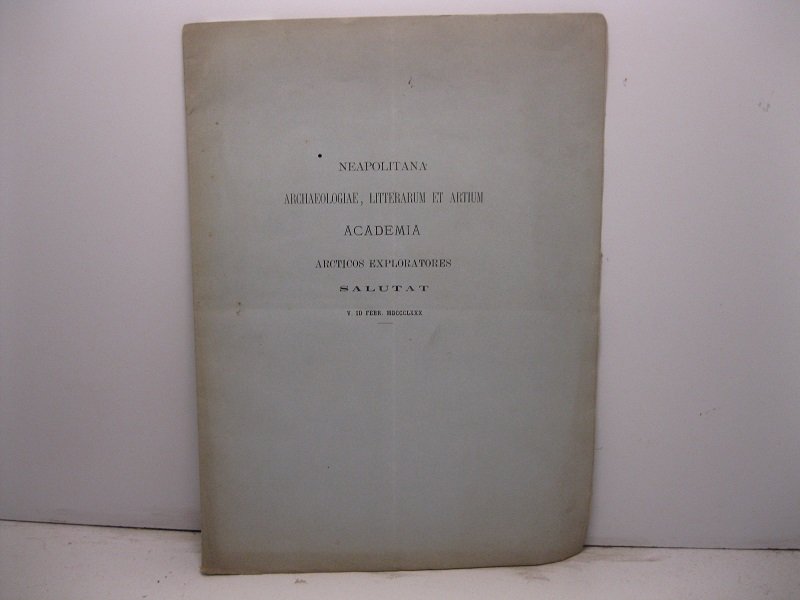 NEAPOLITANA
ARCHAEOLOGIAE, LITTERARUM ET ARTIUM
ACADEMIA
ARCTICOS EXPLORATORES
SALUTAT
V. ID FEBR. MDCCCLXXX